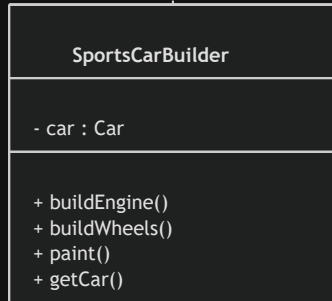 SportsCarBuilder
- car : Car
+ buildEngine()
+ buildWheels()
+ paint()
+ getCar()